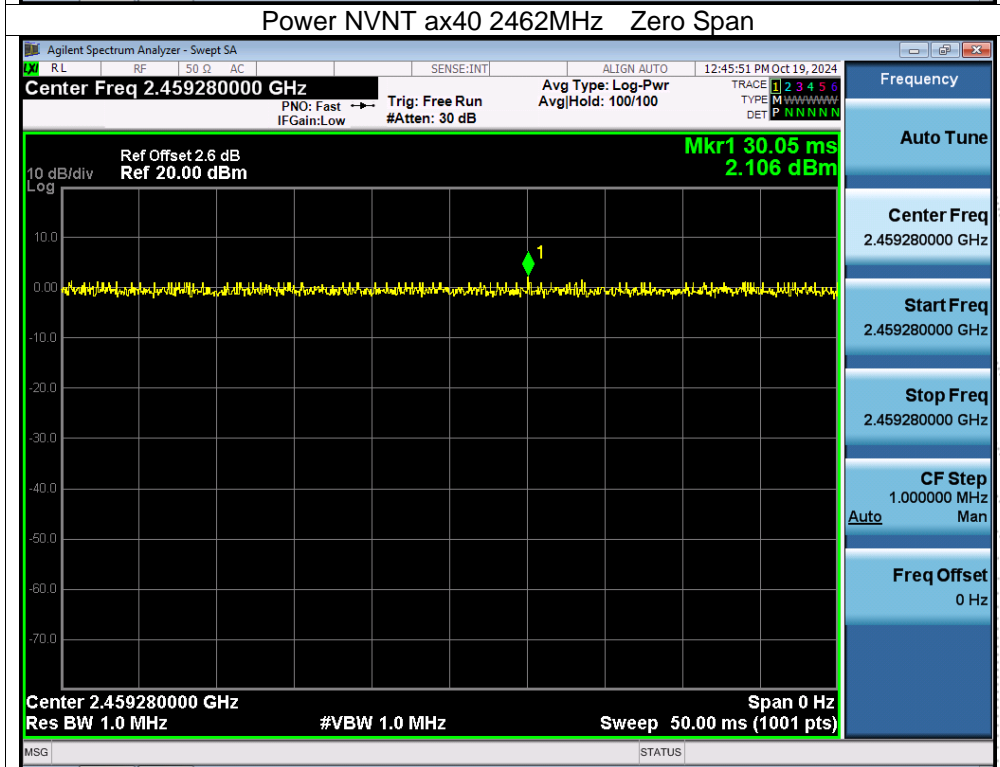 Power NVNT ax40 2462MHz    Zero Span
Agilent Spectrum Analyzer - Swept SA
LXI RL RF 50 Ω AC SENSE:INT ALIGN AUTO 12:45:51 PM Oct 19, 2024
Center Freq 2.459280000 GHz
PNO: Fast
IFGain:Low
Trig: Free Run
#Atten: 30 dB
Avg Type: Log-Pwr
Avg|Hold: 100/100
TRACE 1 2 3 4 5 6
TYPE M WWWWW
DET P N N N N N
Mkr1 30.05 ms
2.106 dBm
Ref Offset 2.6 dB
Ref 20.00 dBm
10 dB/div
Log
10.0
0.00
-10.0
-20.0
-30.0
-40.0
-50.0
-60.0
-70.0
1
Center 2.459280000 GHz
Span 0 Hz
Res BW 1.0 MHz
#VBW 1.0 MHz
Sweep 50.00 ms (1001 pts)
MSG
STATUS
Frequency
Auto Tune
Center Freq
2.459280000 GHz
Start Freq
2.459280000 GHz
Stop Freq
2.459280000 GHz
CF Step
1.000000 MHz
Auto Man
Freq Offset
0 Hz